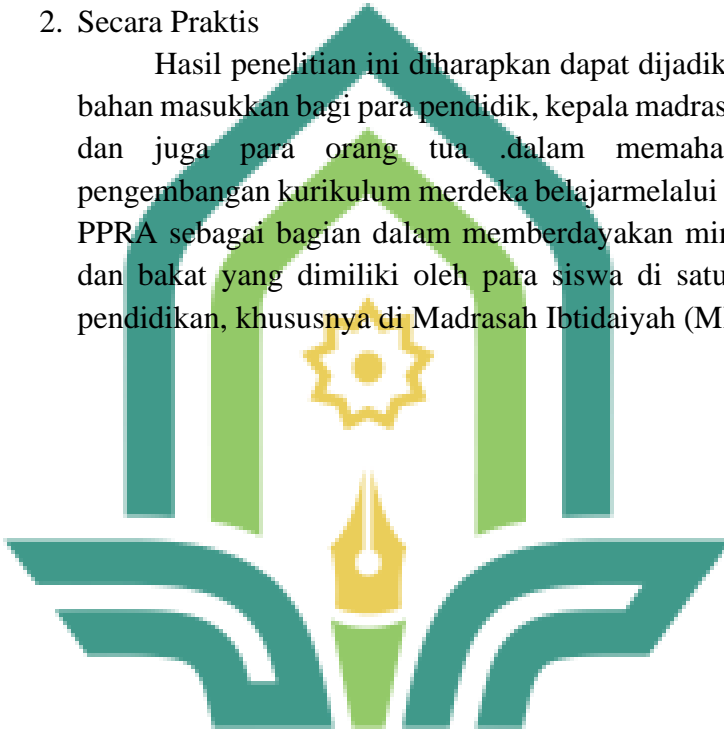 2. Secara Praktis
Hasil penelitian ini diharapkan dapat dijadik
bahan masukkan bagi para pendidik, kepala madras
dan juga para orang tua .dalam memaha
pengembangan kurikulum merdeka belajarmelalui
PPRA sebagai bagian dalam memberdayakan min
dan bakat yang dimiliki oleh para siswa di satu
pendidikan, khususnya di Madrasah Ibtidaiyah (M